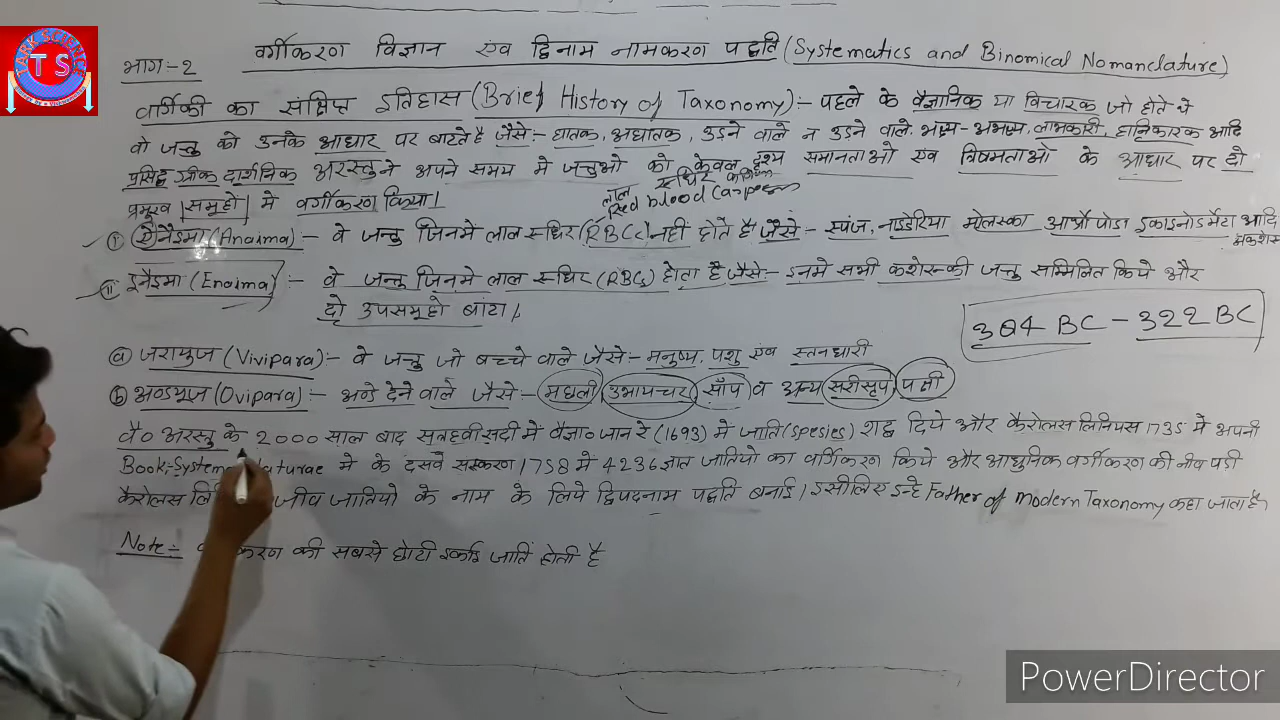 TARK SCIENCE
TS
भाग:-2
वर्गीकरण विज्ञान एंव द्विनाम नामकरण पद्धति (Systematics and Binomical Nomanclature)
वर्गिकी का संक्षिप्त इतिहास (Brief History of Taxonomy):- पहले के वैज्ञानिक या विचारक जो होते थे
वो जन्तु को उनके आधार पर बाटते है जैसे:- घातक, अघातक, उड़ने वाले न उड़ने वाले, भक्ष्य-अभक्ष्य, लाभकारी, हानिकारक आदि
प्रसिद्ध ग्रीक दार्शनिक अरस्तु ने अपने समय मे जन्तुओ को केवल दृश्य समानताओ एंव विषमताओ के आधार पर दो
प्रमुख समूहो मे वर्गीकरण किया।
लाल रूधिर
Red blood
(i) ऐनैइमा (Anaima):- वे जन्तु जिनमे लाल रूधिर (RBCs) नहीं होते है जैसे:- स्पंज, नाइडेरिया मोलस्का आर्थ्रोपोडा इकाइनोडर्मेटा आदि
(ii) इनैइमा (Enaima):- वे जन्तु जिनमे लाल रूधिर (RBCs) होता है जैसे:- इनमे सभी कशेरूकी जन्तु सम्मिलित किये और
दो उपसमूहो बांटा।
384 BC - 322 BC
(a) जरायुज (Vivipara):- वे जन्तु जो बच्चे वाले जैसे:- मनुष्य, पशु एंव स्तनधारी
(b) अण्डयुज (Ovipara):- अण्डे देने वाले जैसे:- मछली उभयचर साँप व अन्य सरीसृप पक्षी
वै० अरस्तु के 2000 साल बाद सत्रहवी सदी में वैज्ञा० जान रे (1693) में जाति (Spesies) शब्द दिये और कैरोलस लिनियस 1735 मे अपनी
Book:- Systema Naturae मे के दसवे संस्करण 1758 में 4236 ज्ञात जातियो का वर्गीकरण किये और आधुनिक वर्गीकरण की नीव पड़ी
कैरोलस जीव जातियो के नाम के लिये द्विपदनाम पद्धति बनाई। इसीलिए इन्हे Father of modern Taxonomy कहा जाता है।
Note:- करण की सबसे छोटी इकाई जाति होती है
PowerDirector